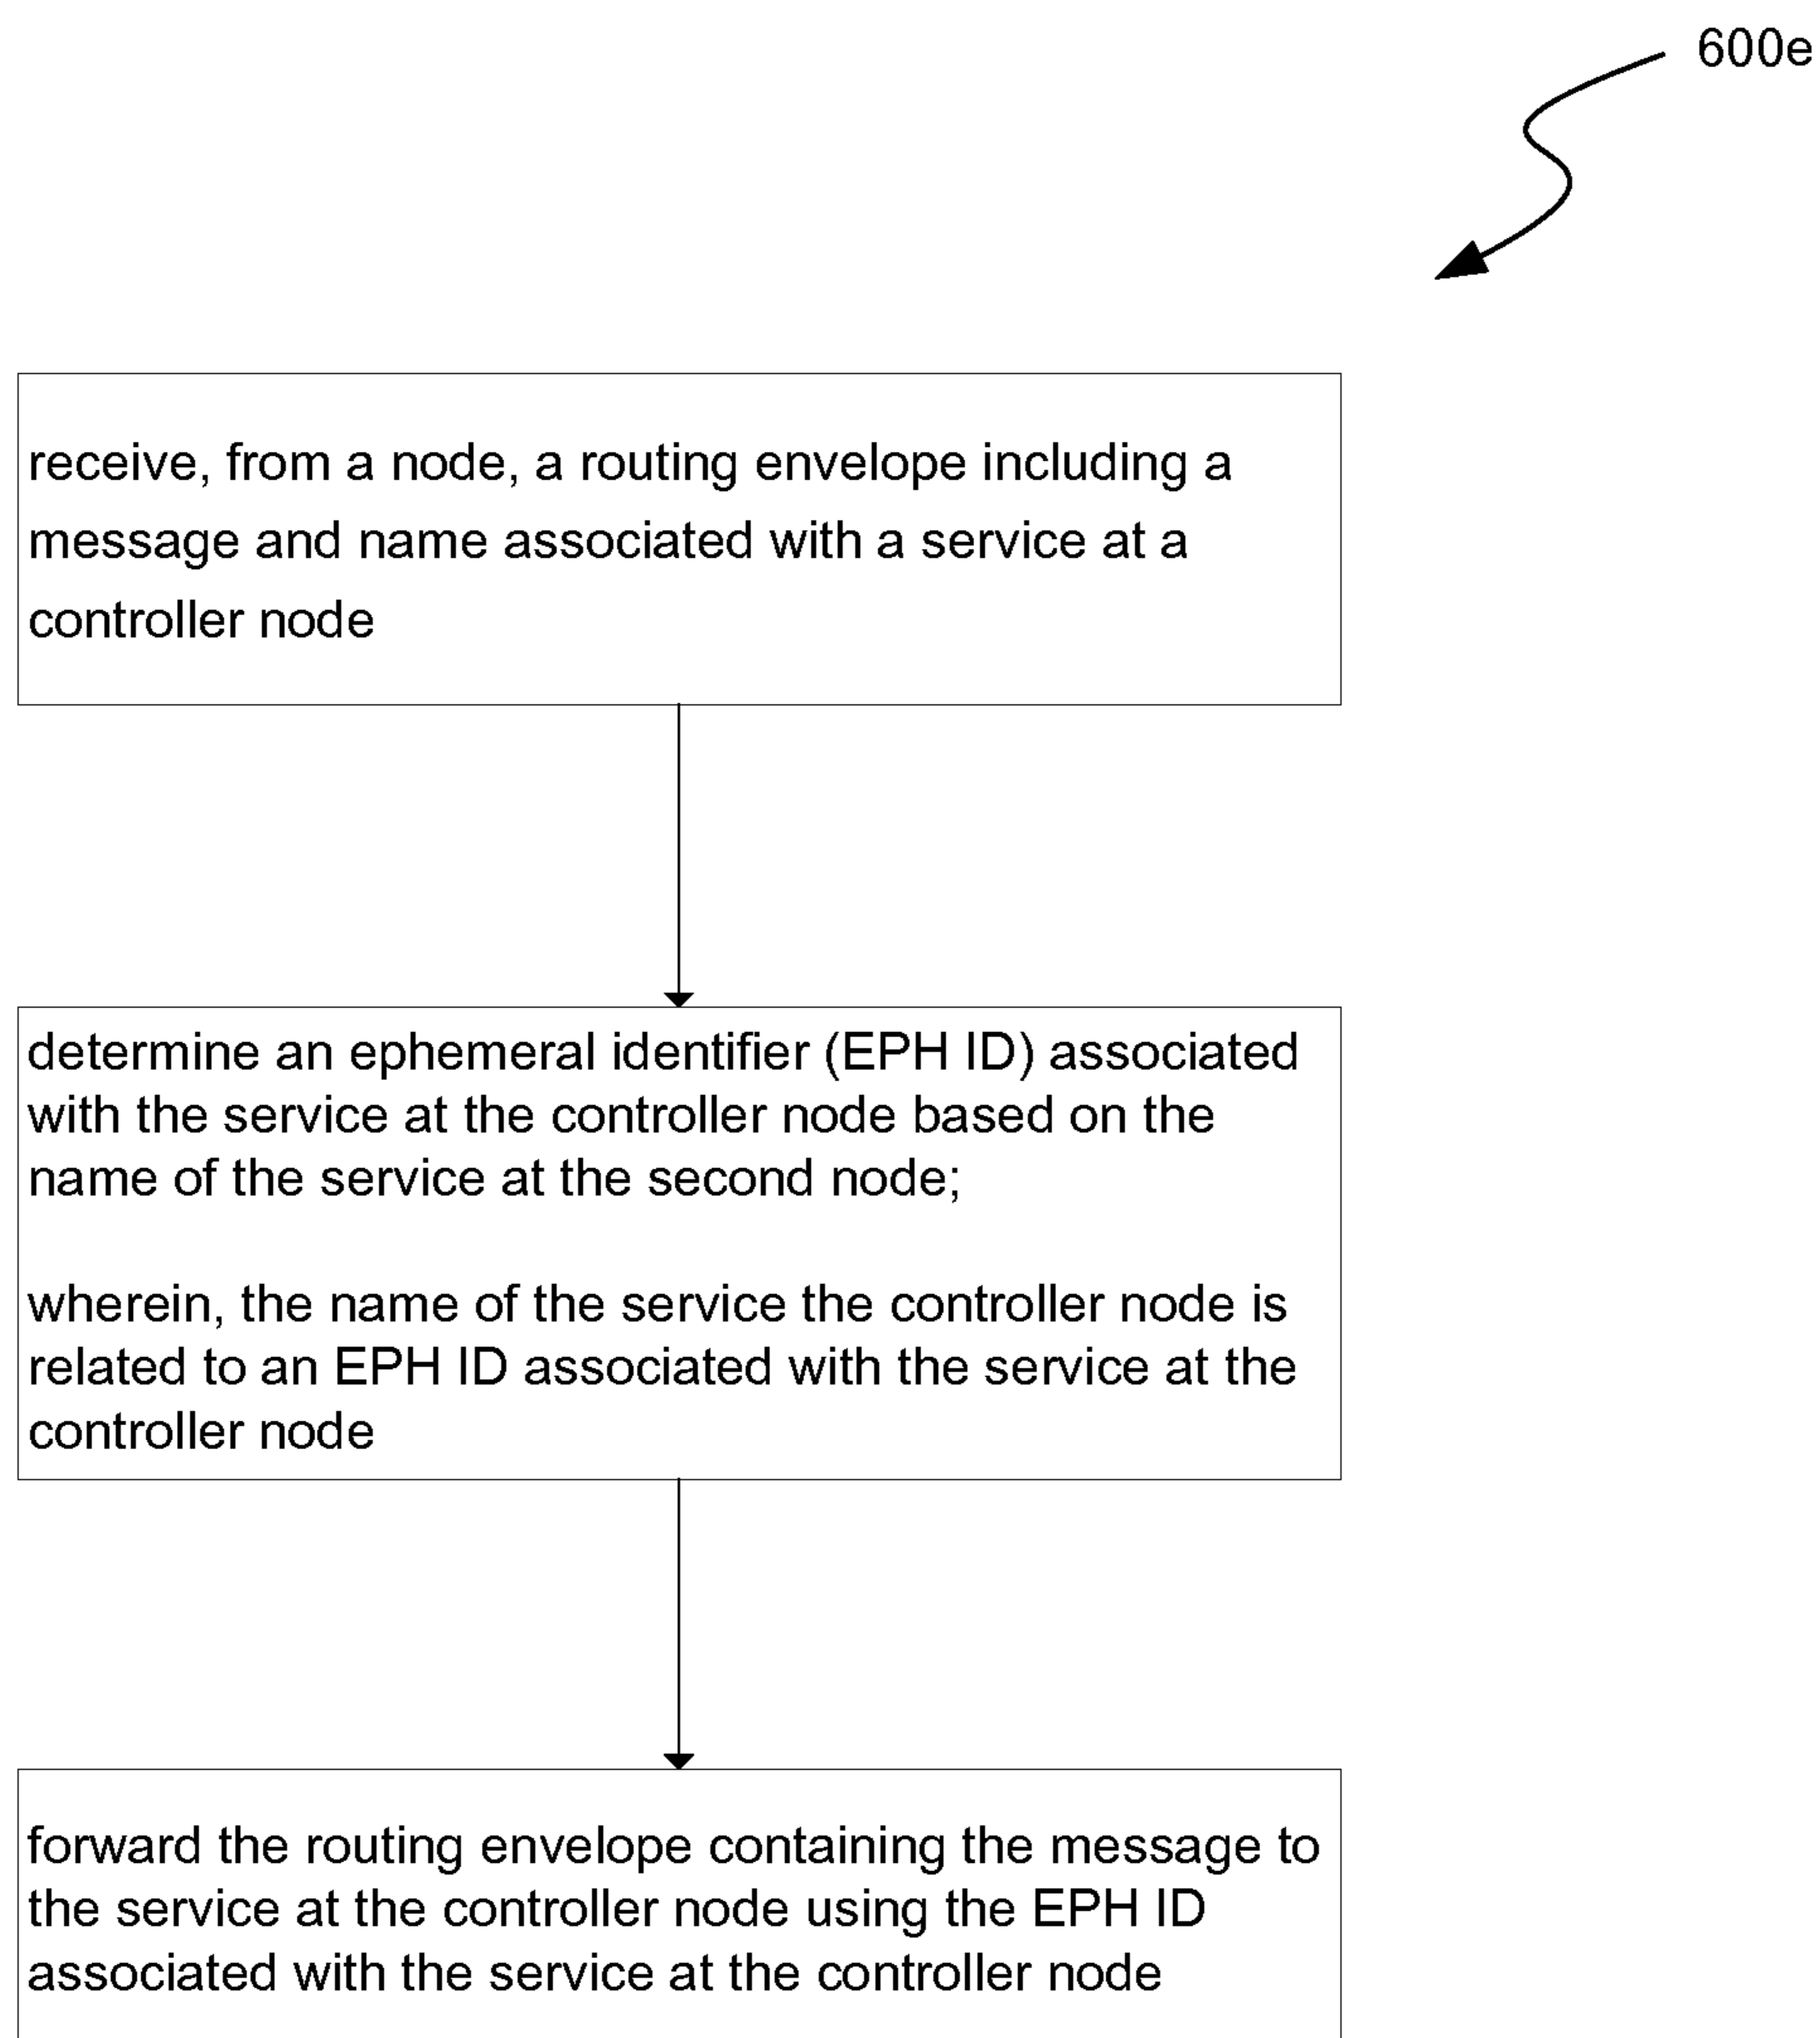 600e
receive, from a node, a routing envelope including a
message and name associated with a service at a
controller node
determine an ephemeral identifier (EPH ID) associated
with the service at the controller node based on the
name of the service at the second node;
wherein, the name of the service the controller node is
related to an EPH ID associated with the service at the
controller node
forward the routing envelope containing the message to
the service at the controller node using the EPH ID
associated with the service at the controller node